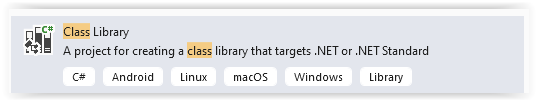 Class Library
A project for creating a class library that targets .NET or .NET Standard
C# Android Linux macOS Windows Library